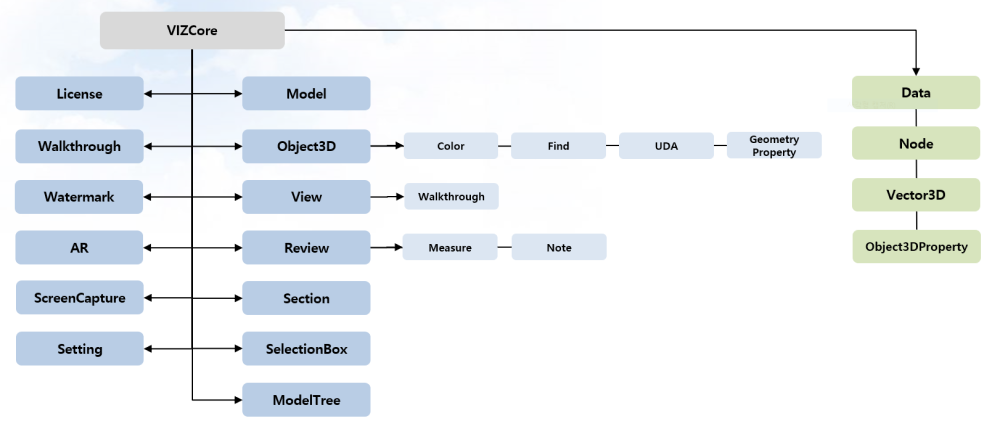 VIZCore
License
Model
Data
Walkthrough
Object3D
Color
Find
UDA
Geometry
Property
Node
Watermark
View
Walkthrough
Vector3D
AR
Review
Measure
Note
Object3DProperty
ScreenCapture
Section
Setting
SelectionBox
ModelTree